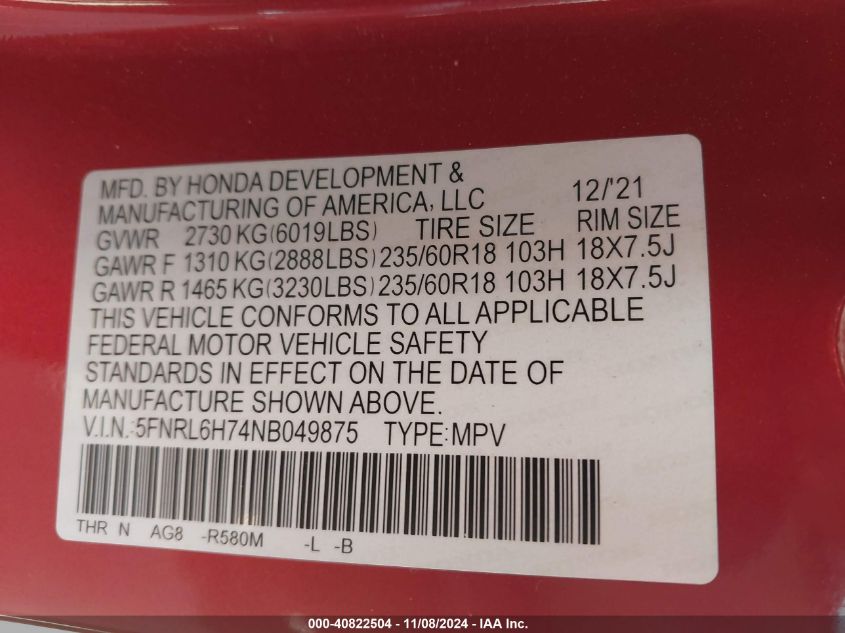 MFD. BY HONDA DEVELOPMENT &
MANUFACTURING OF AMERICA, LLC 12/'21
GVWR 2730 KG(6019LBS) TIRE SIZE RIM SIZE
GAWR F 1310 KG(2888LBS) 235/60R18 103H 18X7.5J
GAWR R 1465 KG(3230LBS) 235/60R18 103H 18X7.5J
THIS VEHICLE CONFORMS TO ALL APPLICABLE
FEDERAL MOTOR VEHICLE SAFETY
STANDARDS IN EFFECT ON THE DATE OF
MANUFACTURE SHOWN ABOVE.
V.I.N.:5FNRL6H74NB049875 TYPE:MPV
THR N AG8 -R580M -L -B
000-40822504 - 11/08/2024 - IAA Inc.